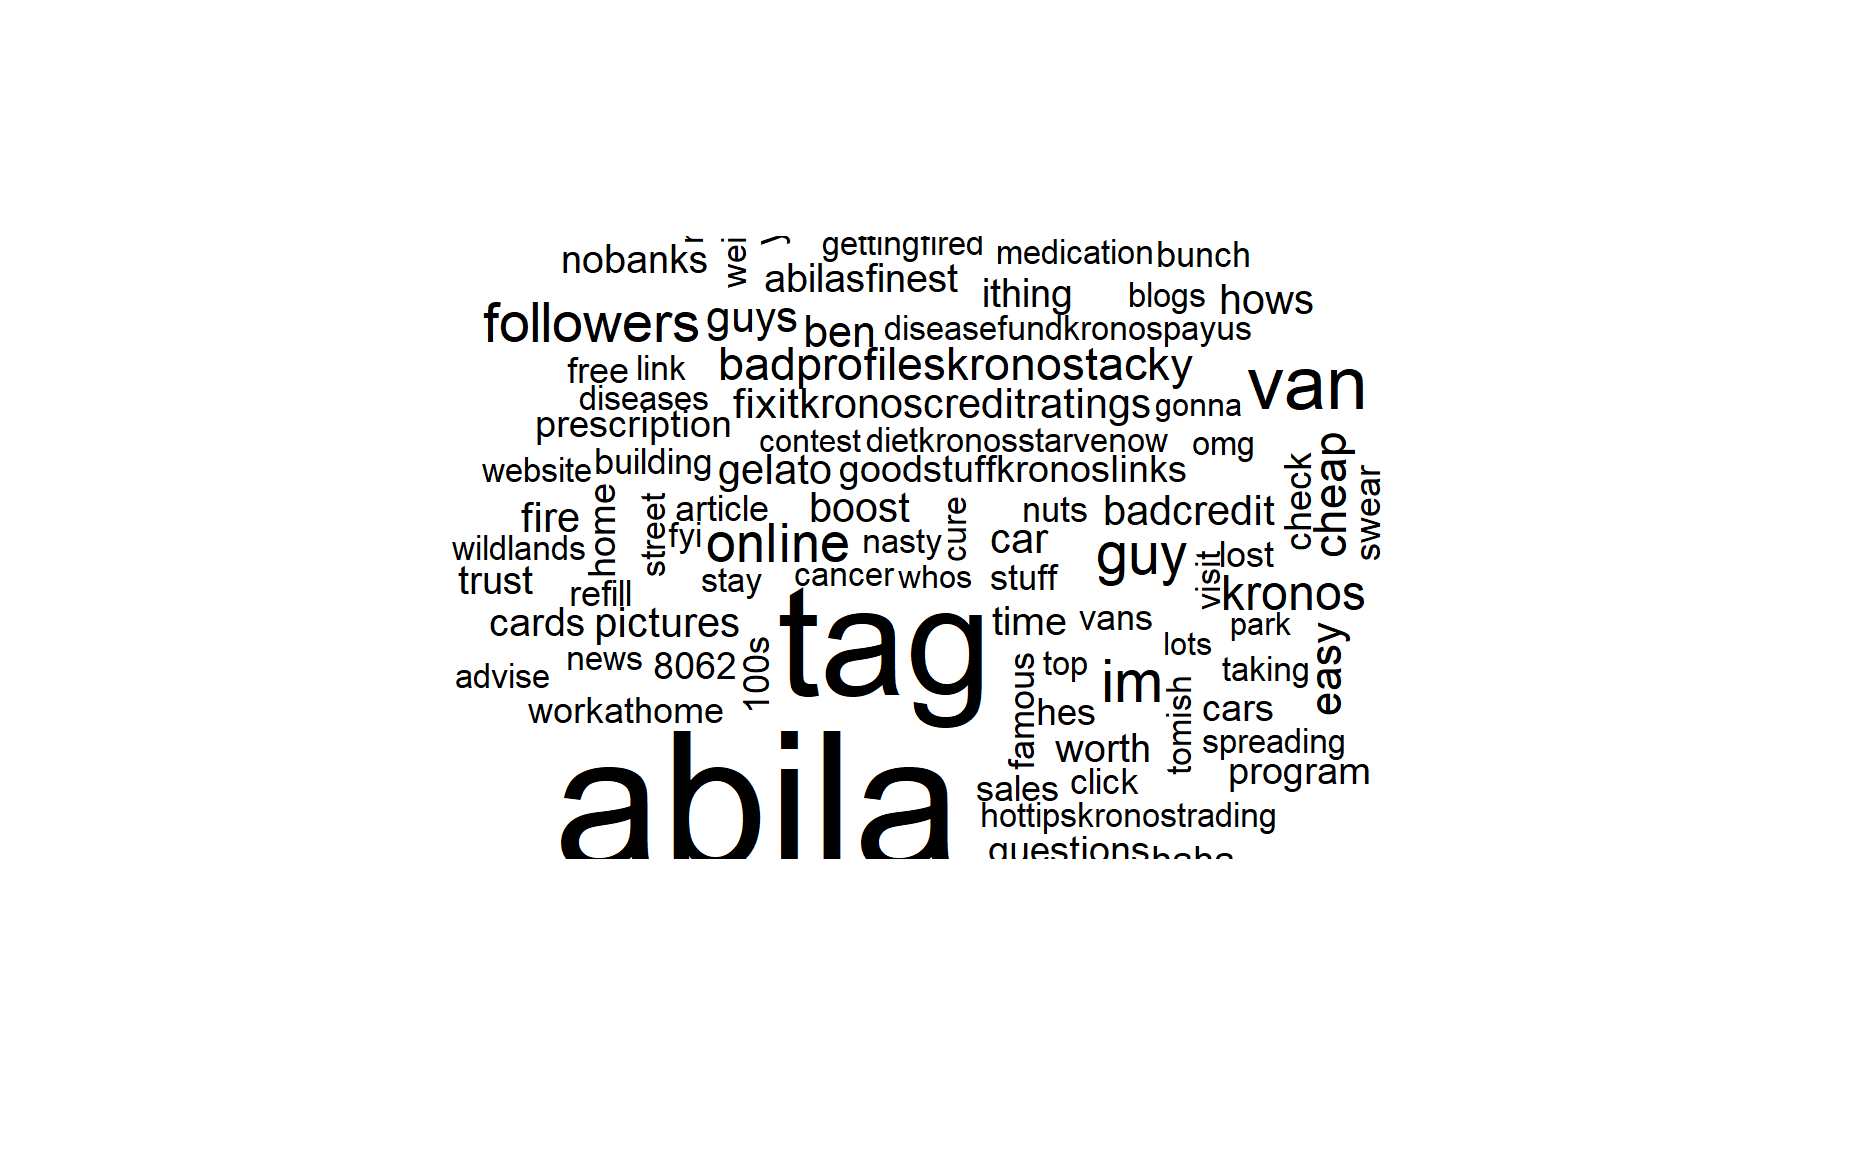 nobanks
wei
gettingfired
medication
bunch
abilasfinest
ithing
blogs
hows
followers
guys
ben
diseasefundkronospayus
free
link
badprofileskronostacky
van
diseases
fixitkronoscreditratings
gonna
prescription
contest
dietkronosstarvenow
omg
cheap
check
swear
website
building
gelato
goodstuffkronoslinks
home
street
article
boost
cure
nuts
badcredit
fire
fyi
online
nasty
car
guy
visit
lost
wildlands
trust
stay
cancer
whos
stuff
refill
kronos
tag
cards
pictures
time
vans
park
easy
lots
100s
news
8062
famous
top
im
tomish
taking
advise
workathome
hes
cars
worth
spreading
abila
program
sales
click
hottipskronostrading
questions
haha